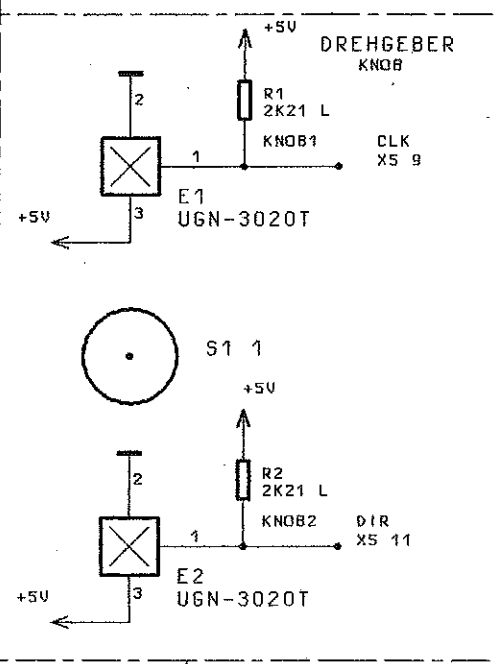 +5V
DREHGEBER
KNOB
2
R1
2K21 L
KNOB1
CLK
1
X5 9
E1
3
UGN-3020T
+5V
S1 1
+5V
2
R2
2K21 L
KNOB2
DIR
1
X5 11
E2
3
UGN-3020T
+5V